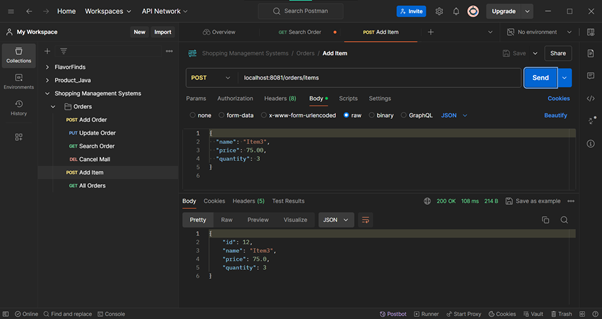 Home Workspaces API Network Search Postman Invite Upgrade
My Workspace New Import Overview GET Search Order POST Add Item No environment
Collections
Environments
History
FlavorFinds
Product_Java
Shopping Management Systems
Orders
POST Add Order
PUT Update Order
GET Search Order
DEL Cancel Mall
POST Add Item
GET All Orders
Shopping Management Systems / Orders / Add Item Save Share
POST localhost:8081/orders/items Send
Params Authorization Headers (8) Body Scripts Settings Cookies
none form-data x-www-form-urlencoded raw binary GraphQL JSON Beautify
1 {
2 "name": "Item3",
3 "price": 75.00,
4 "quantity": 3
5 }
6
Body Cookies Headers (5) Test Results 200 OK 108 ms 214 B Save as example
Pretty Raw Preview Visualize JSON
1 {
2 "id": 12,
3 "name": "Item3",
4 "price": 75.0,
5 "quantity": 3
6 }
Online Find and replace Console Postbot Runner Start Proxy Cookies Vault Trash